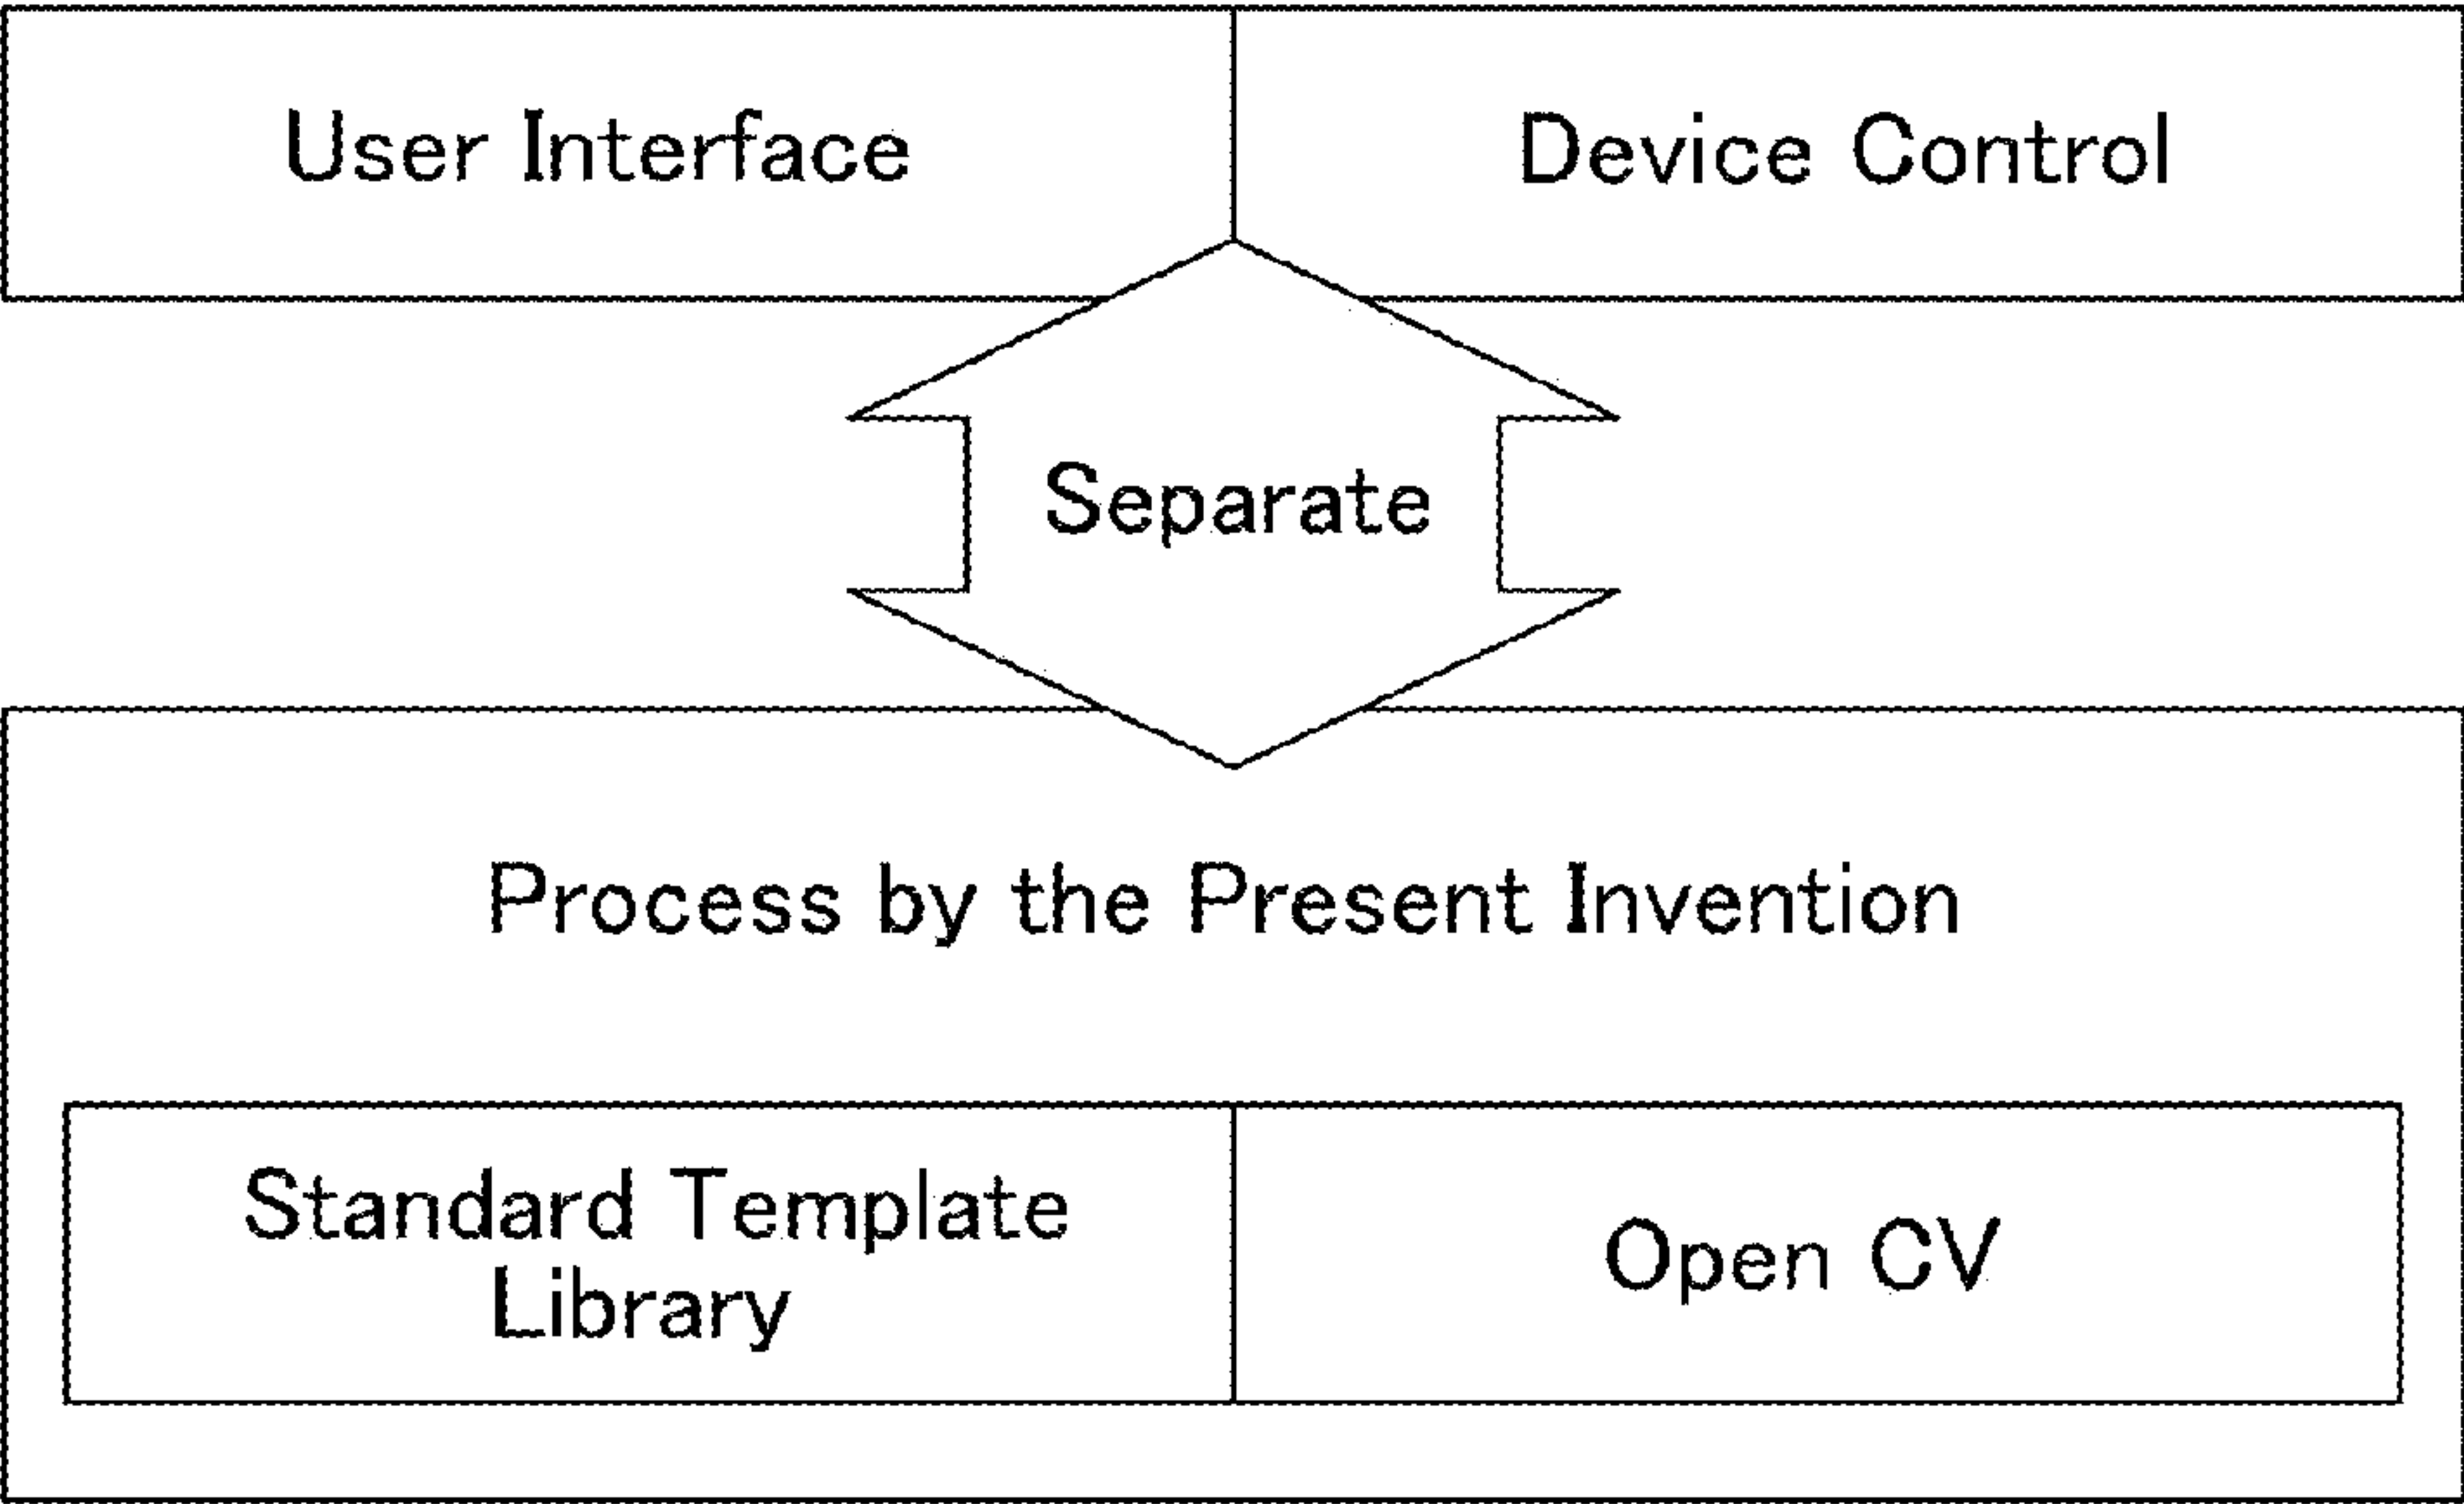 User Interface
Device Control
Separate
Process by the Present Invention
Standard Template
Library
Open CV